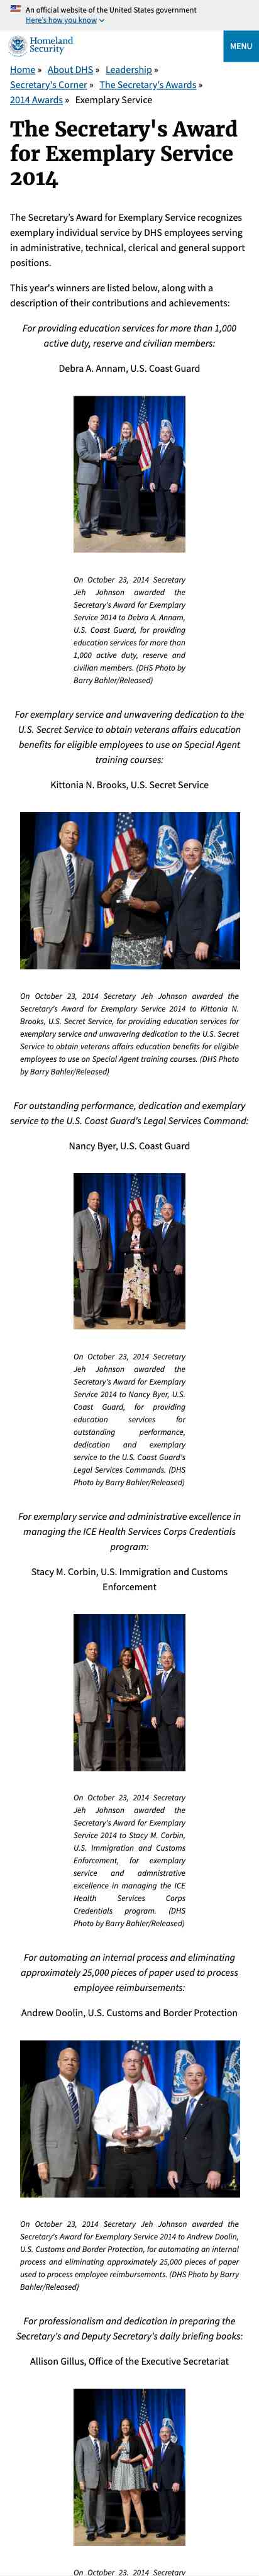 An official website of the United States government
Here's how you know
Homeland
Security
MENU
Home » About DHS » Leadership »
Secretary's Corner » The Secretary's Awards »
2014 Awards » Exemplary Service
The Secretary's Award
for Exemplary Service
2014
The Secretary's Award for Exemplary Service recognizes
exemplary individual service by DHS employees serving
in administrative, technical, clerical and general support
positions.
This year's winners are listed below, along with a
description of their contributions and achievements:
For providing education services for more than 1,000
active duty, reserve and civilian members:
Debra A. Annam, U.S. Coast Guard
On October 23, 2014 Secretary
Jeh Johnson awarded the
Secretary's Award for Exemplary
Service 2014 to Debra A. Annam,
U.S. Coast Guard, for providing
education services for more than
1,000 active duty, reserve and
civilian members. (DHS Photo by
Barry Bahler/Released)
For exemplary service and unwavering dedication to the
U.S. Secret Service to obtain veterans affairs education
benefits for eligible employees to use on Special Agent
training courses:
Kittonia N. Brooks, U.S. Secret Service
On October 23, 2014 Secretary Jeh Johnson awarded the
Secretary's Award for Exemplary Service 2014 to Kittonia N.
Brooks, U.S. Secret Service, for providing education services for
exemplary service and unwavering dedication to the U.S. Secret
Service to obtain veterans affairs education benefits for eligible
employees to use on Special Agent training courses. (DHS Photo
by Barry Bahler/Released)
For outstanding performance, dedication and exemplary
service to the U.S. Coast Guard's Legal Services Command:
Nancy Byer, U.S. Coast Guard
On October 23, 2014 Secretary
Jeh Johnson awarded the
Secretary's Award for Exemplary
Service 2014 to Nancy Byer, U.S.
Coast Guard, for providing
education services for
outstanding performance,
dedication and exemplary
service to the U.S. Coast Guard's
Legal Services Commands. (DHS
Photo by Barry Bahler/Released)
For exemplary service and administrative excellence in
managing the ICE Health Services Corps Credentials
program:
Stacy M. Corbin, U.S. Immigration and Customs
Enforcement
On October 23, 2014 Secretary
Jeh Johnson awarded the
Secretary's Award for Exemplary
Service 2014 to Stacy M. Corbin,
U.S. Immigration and Customs
Enforcement, for exemplary
service and admnistrative
excellence in managing the ICE
Health Services Corps
Credentials program. (DHS
Photo by Barry Bahler/Released)
For automating an internal process and eliminating
approximately 25,000 pieces of paper used to process
employee reimbursements:
Andrew Doolin, U.S. Customs and Border Protection
On October 23, 2014 Secretary Jeh Johnson awarded the
Secretary's Award for Exemplary Service 2014 to Andrew Doolin,
U.S. Customs and Border Protection, for automating an internal
process and eliminating approximately 25,000 pieces of paper
used to process employee reimbursements. (DHS Photo by Barry
Bahler/Released)
For professionalism and dedication in preparing the
Secretary's and Deputy Secretary's daily briefing books:
Allison Gillus, Office of the Executive Secretariat
On October 23, 2014 Secretary